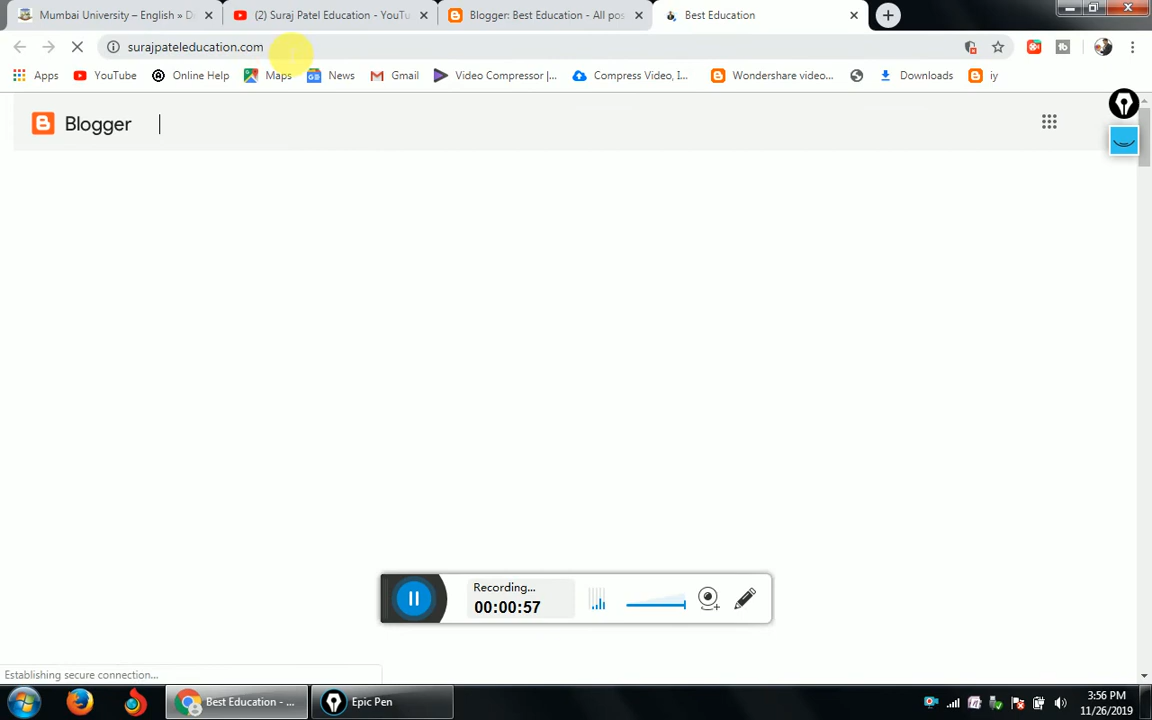 Mumbai University – English » D
(2) Suraj Patel Education - YouTu
Blogger: Best Education - All pos
Best Education
surajpateleducation.com
Apps
YouTube
Online Help
Maps
News
Gmail
Video Compressor |...
Compress Video, I...
Wondershare video...
Downloads
iy
Blogger
Recording...
00:00:57
Establishing secure connection...
Best Education - ...
Epic Pen
3:56 PM
11/26/2019